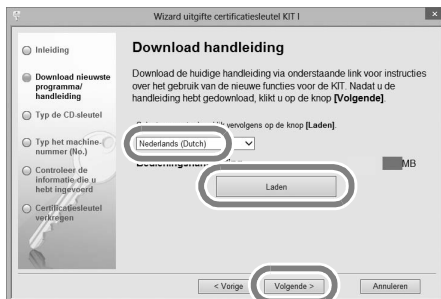 Wizard uitgifte certificatiesleutel KIT I
Inleiding
Download nieuwste
programma/
handleiding
Typ de CD-sleutel
Typ het machine-
nummer (No.)
Controleer de
informatie die u
hebt ingevoerd
Certificatiesleutel
verkregen
Download handleiding
Download de huidige handleiding via onderstaande link voor instructies
over het gebruik van de nieuwe functies voor de KIT. Nadat u de
handleiding hebt gedownload, klikt u op de knop [Volgende].
vervolgens op de knop [Laden].
Nederlands (Dutch)
MB
Laden
< Vorige
Volgende >
Annuleren